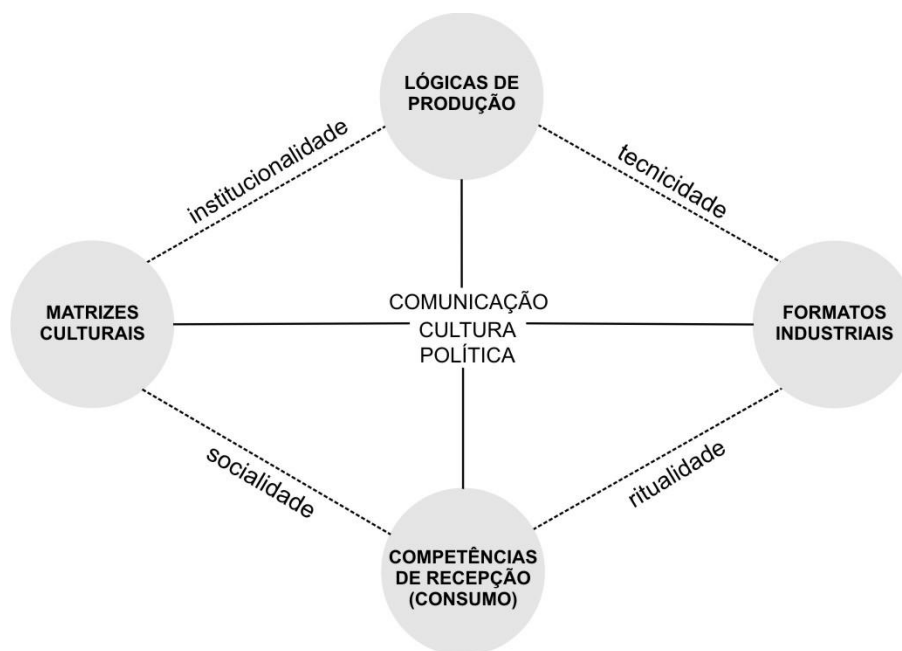 LÓGICAS DE
PRODUÇÃO
institucionalidade
tecnicidade
MATRIZES
CULTURAIS
COMUNICAÇÃO
CULTURA
POLÍTICA
FORMATOS
INDUSTRIAIS
socialidade
ritualidade
COMPETÊNCIAS
DE RECEPÇÃO
(CONSUMO)